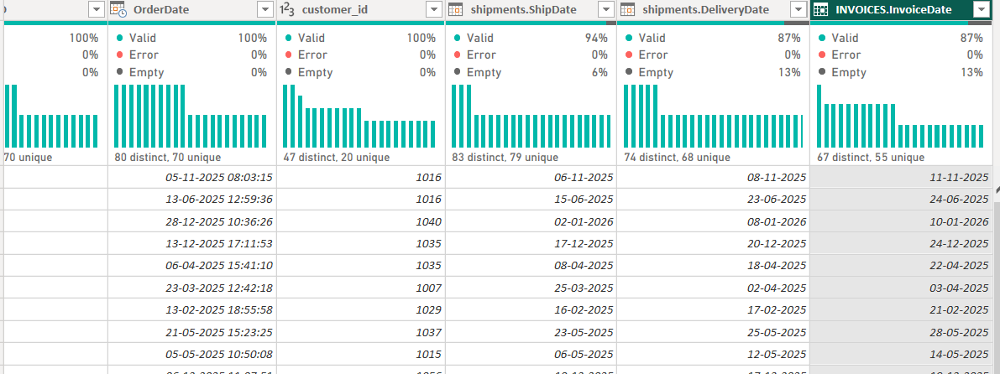 OrderDate 123 customer_id shipments.ShipDate shipments.DeliveryDate INVOICES.InvoiceDate
100% Valid 100% Valid 100% Valid 94% Valid 87% Valid 87%
0% Error 0% Error 0% Error 0% Error 0% Error 0%
0% Empty 0% Empty 0% Empty 6% Empty 13% Empty 13%
70 unique 80 distinct, 70 unique 47 distinct, 20 unique 83 distinct, 79 unique 74 distinct, 68 unique 67 distinct, 55 unique
05-11-2025 08:03:15 1016 06-11-2025 08-11-2025 11-11-2025
13-06-2025 12:59:36 1016 15-06-2025 23-06-2025 24-06-2025
28-12-2025 10:36:26 1040 02-01-2026 08-01-2026 10-01-2026
13-12-2025 17:11:53 1035 17-12-2025 20-12-2025 24-12-2025
06-04-2025 15:41:10 1035 08-04-2025 18-04-2025 22-04-2025
23-03-2025 12:42:18 1007 25-03-2025 02-04-2025 03-04-2025
13-02-2025 18:55:58 1029 16-02-2025 17-02-2025 21-02-2025
21-05-2025 15:23:25 1037 23-05-2025 25-05-2025 28-05-2025
05-05-2025 10:50:08 1015 06-05-2025 12-05-2025 14-05-2025